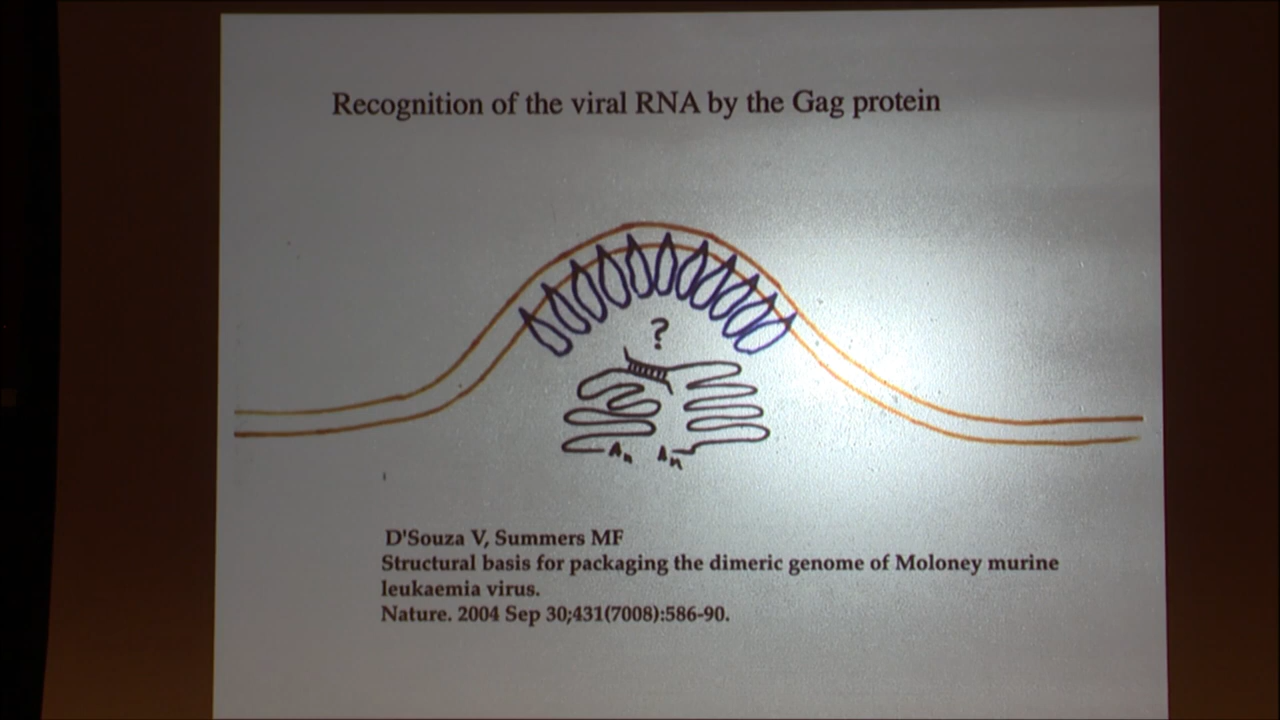 Recognition of the viral RNA by the Gag protein
?
An An
D'Souza V, Summers MF
Structural basis for packaging the dimeric genome of Moloney murine
leukaemia virus.
Nature. 2004 Sep 30;431(7008):586-90.